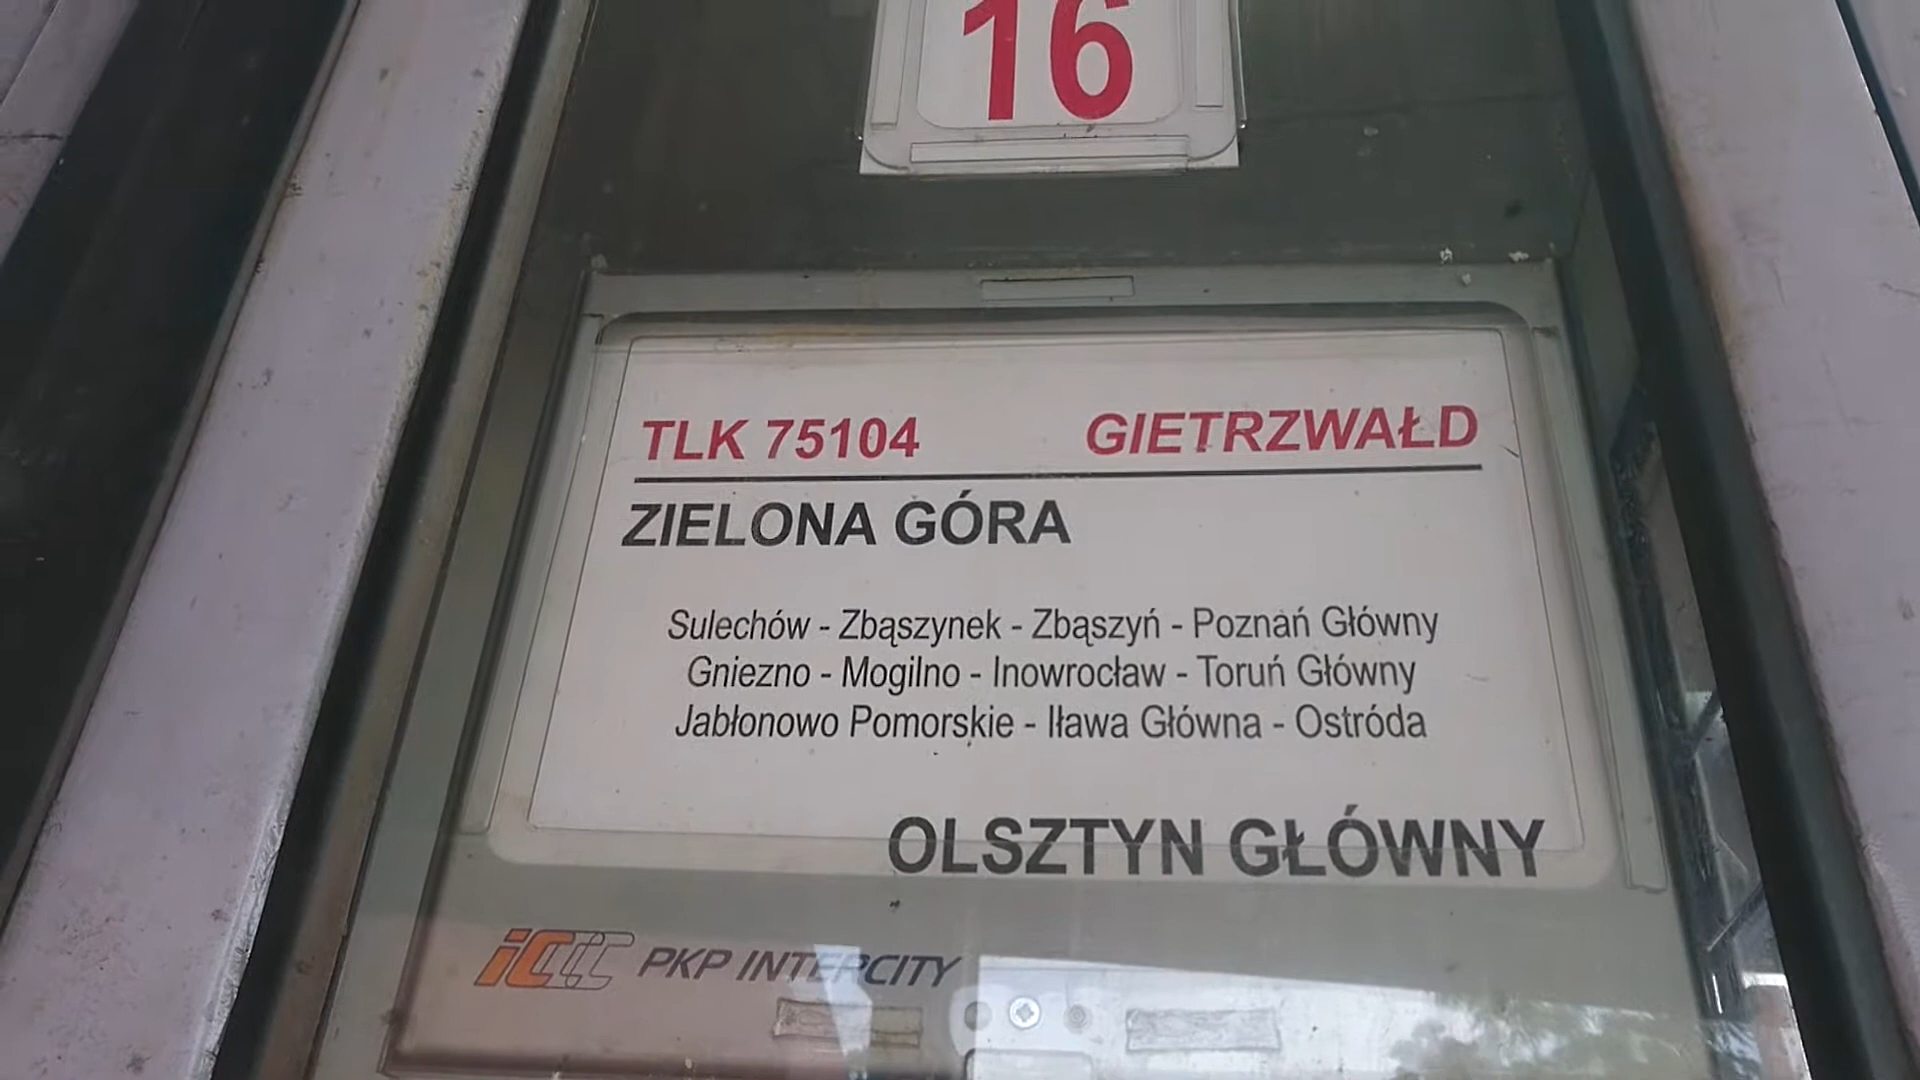 16
TLK 75104 GIETRZWAŁD
ZIELONA GÓRA
Sulechów - Zbąszynek - Zbąszyń - Poznań Główny
Gniezno - Mogilno - Inowrocław - Toruń Główny
Jabłonowo Pomorskie - Iława Główna - Ostróda
OLSZTYN GŁÓWNY
iC PKP INTERCITY